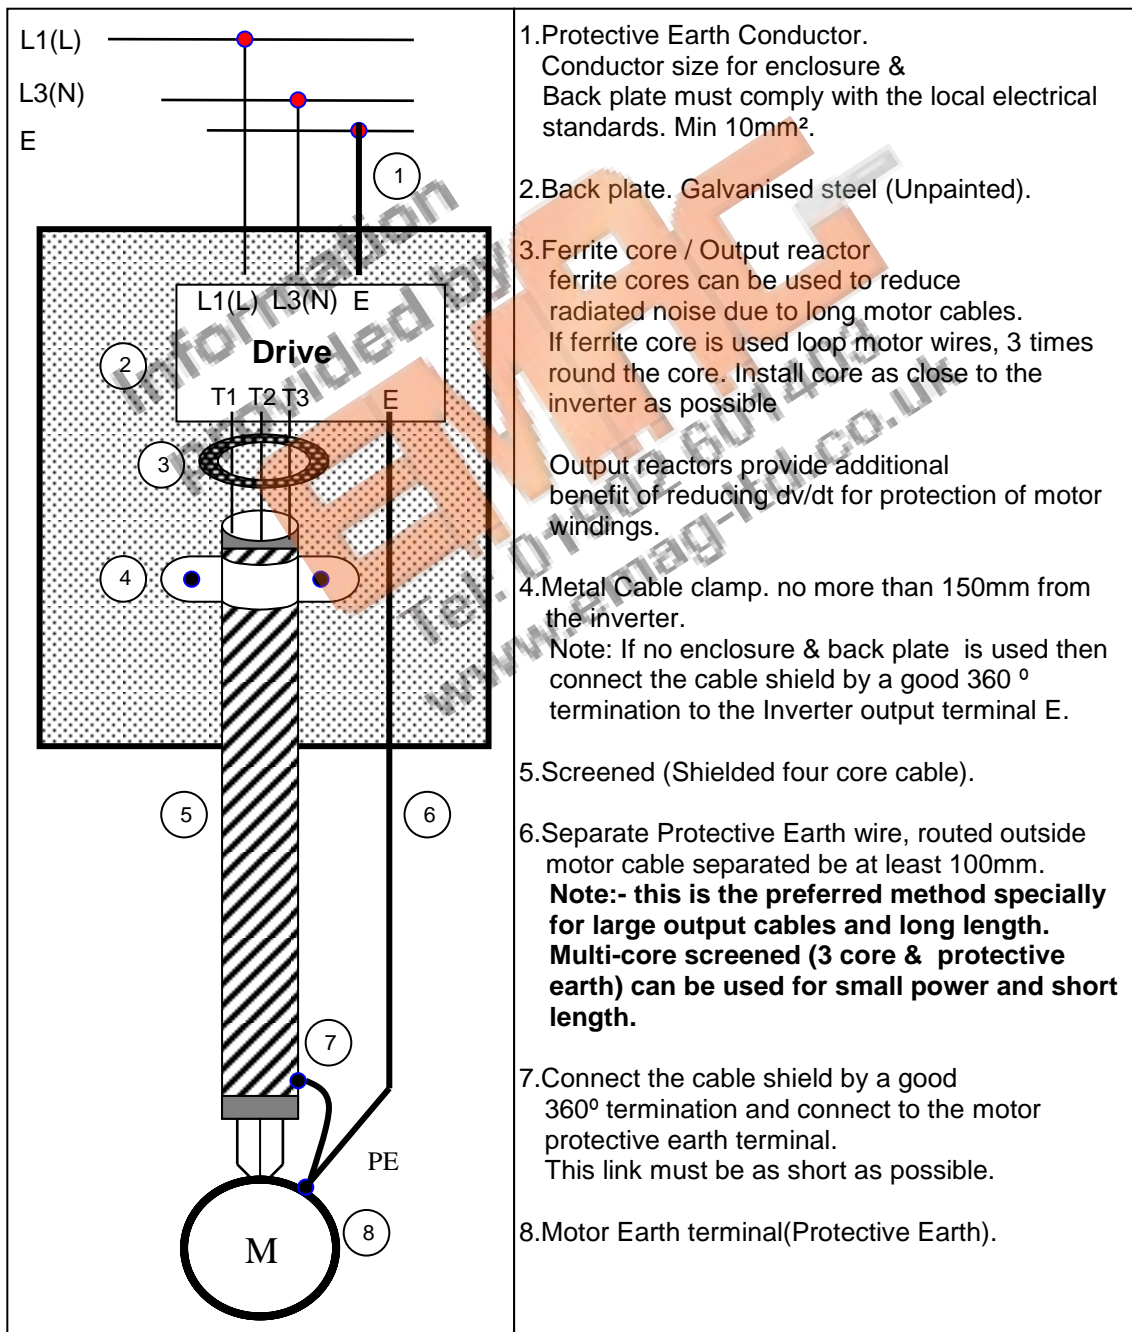 L1(L)
L3(N)
E
1
L1(L) L3(N) E
Drive
2
T1 T2 T3 E
3
4
5
6
7
PE
8
M
1.Protective Earth Conductor.
Conductor size for enclosure &
Back plate must comply with the local electrical
standards. Min 10mm².
2.Back plate. Galvanised steel (Unpainted).
3.Ferrite core / Output reactor
ferrite cores can be used to reduce
radiated noise due to long motor cables.
If ferrite core is used loop motor wires, 3 times
round the core. Install core as close to the
inverter as possible
Output reactors provide additional
benefit of reducing dv/dt for protection of motor
windings.
4.Metal Cable clamp. no more than 150mm from
the inverter.
Note: If no enclosure & back plate is used then
connect the cable shield by a good 360 º
termination to the Inverter output terminal E.
5.Screened (Shielded four core cable).
6.Separate Protective Earth wire, routed outside
motor cable separated be at least 100mm.
Note:- this is the preferred method specially
for large output cables and long length.
Multi-core screened (3 core & protective
earth) can be used for small power and short
length.
7.Connect the cable shield by a good
360º termination and connect to the motor
protective earth terminal.
This link must be as short as possible.
8.Motor Earth terminal(Protective Earth).
Information
provided by
EMAG
Tel: 01902 601403
www.emag-ltd.co.uk